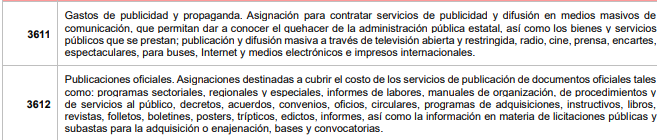 Gastos de publicidad y propaganda. Asignación para contratar servicios de publicidad y difusión en medios masivos de
comunicación, que permitan dar a conocer el quehacer de la administración pública estatal, así como los bienes y servicios
3611
públicos que se prestan; publicación y difusión masiva a través de televisión abierta y restringida, radio, cine, prensa, encartes,
espectaculares, para buses, Internet y medios electrónicos e impresos internacionales.
Publicaciones oficiales. Asignaciones destinadas a cubrir el costo de los servicios de publicación de documentos oficiales tales
como: programas sectoriales, regionales y especiales, informes de labores, manuales de organización, de procedimientos y
3612
de servicios al público, decretos, acuerdos, convenios, oficios, circulares, programas de adquisiciones, instructivos, libros,
revistas, folletos, boletines, posters, trípticos, edictos, informes, así como la información en materia de licitaciones públicas y
subastas para la adquisición o enajenación, bases y convocatorias.